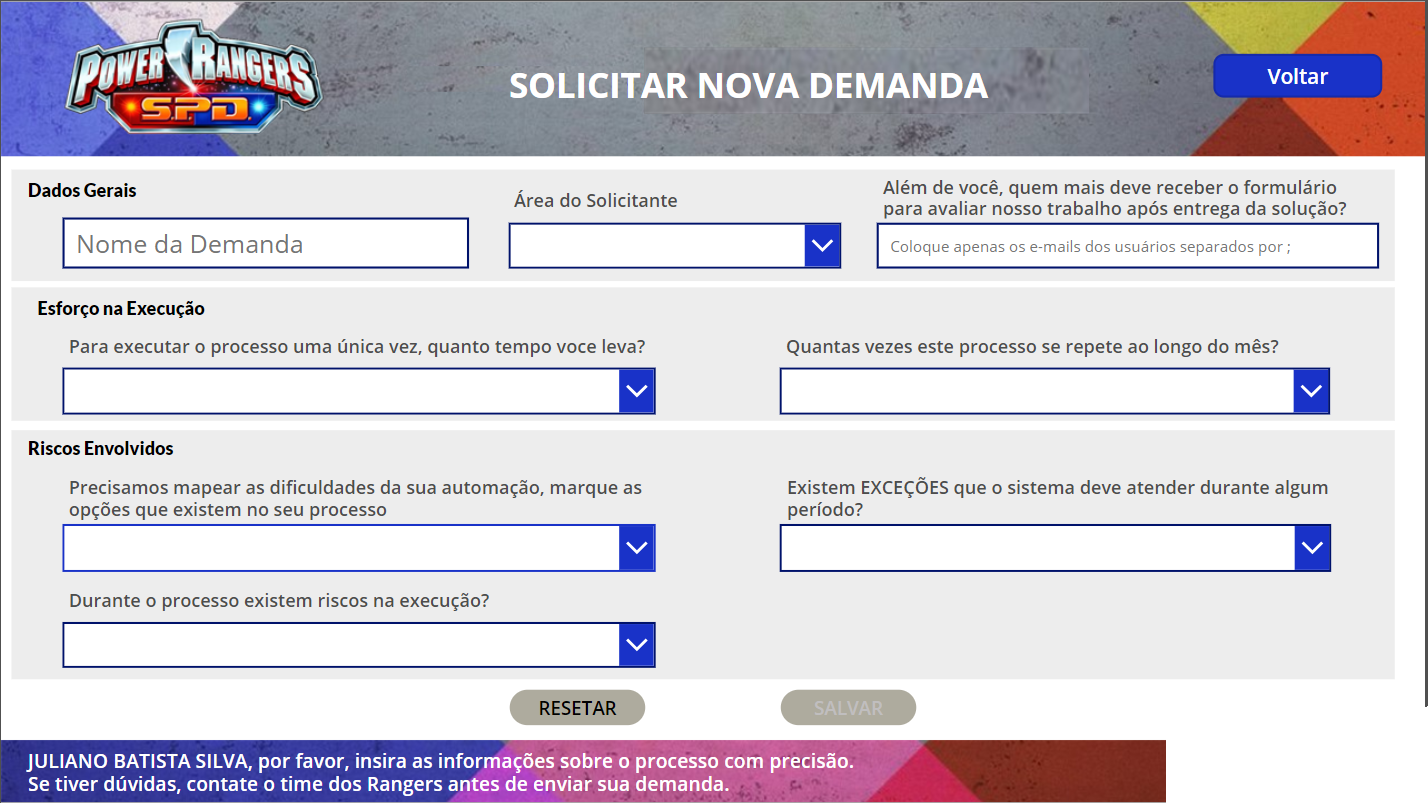 POWER RANGERS
S.P.D.
SOLICITAR NOVA DEMANDA
Voltar
Dados Gerais
Nome da Demanda
Área do Solicitante
Além de você, quem mais deve receber o formulário
para avaliar nosso trabalho após entrega da solução?
Coloque apenas os e-mails dos usuários separados por ;
Esforço na Execução
Para executar o processo uma única vez, quanto tempo voce leva?
Quantas vezes este processo se repete ao longo do mês?
Riscos Envolvidos
Precisamos mapear as dificuldades da sua automação, marque as
opções que existem no seu processo
Existem EXCEÇÕES que o sistema deve atender durante algum
período?
Durante o processo existem riscos na execução?
RESETAR
SALVAR
JULIANO BATISTA SILVA, por favor, insira as informações sobre o processo com precisão.
Se tiver dúvidas, contate o time dos Rangers antes de enviar sua demanda.